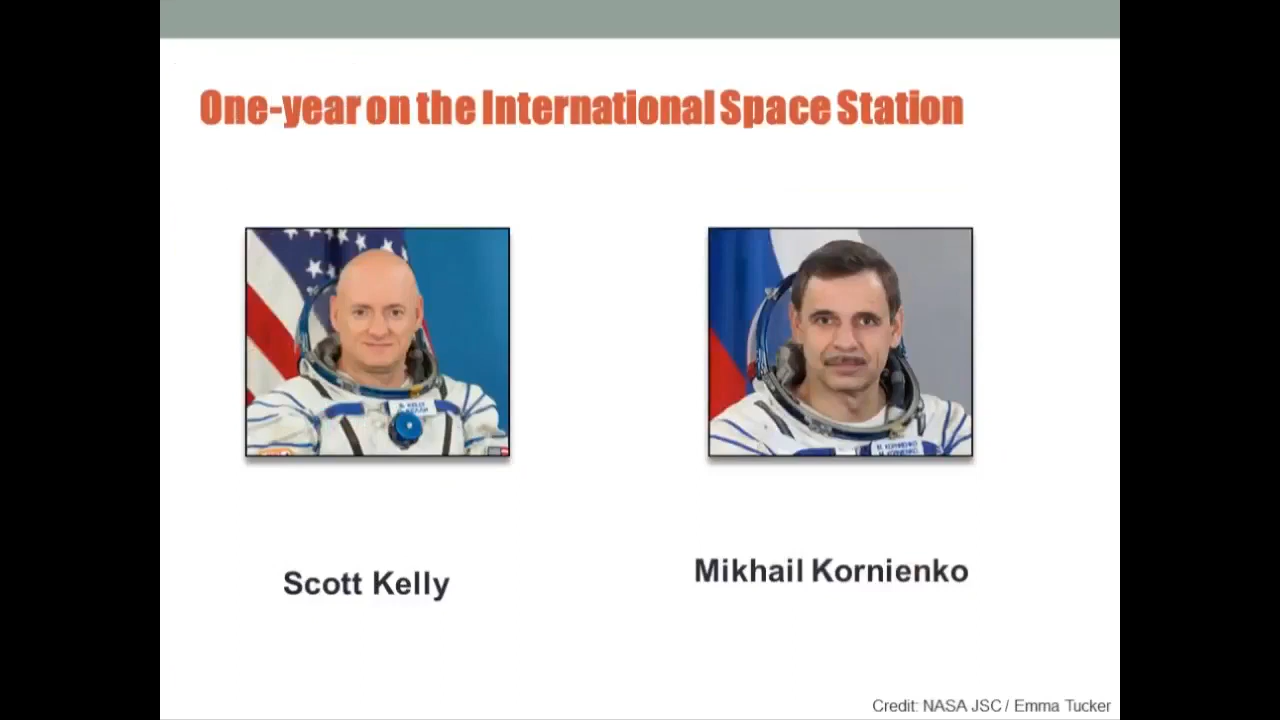 One-year on the International Space Station
Scott Kelly
Mikhail Kornienko
Credit: NASA JSC / Emma Tucker